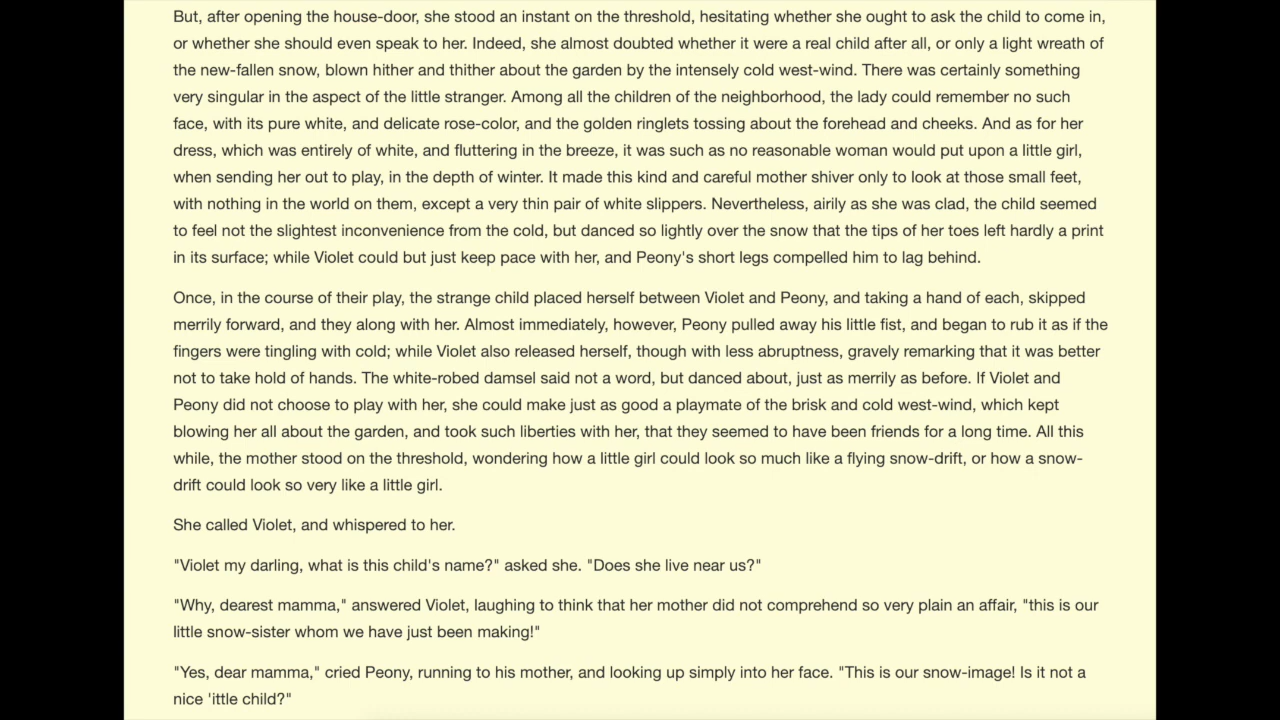 But, after opening the house-door, she stood an instant on the threshold, hesitating whether she ought to ask the child to come in,
or whether she should even speak to her. Indeed, she almost doubted whether it were a real child after all, or only a light wreath of
the new-fallen snow, blown hither and thither about the garden by the intensely cold west-wind. There was certainly something
very singular in the aspect of the little stranger. Among all the children of the neighborhood, the lady could remember no such
face, with its pure white, and delicate rose-color, and the golden ringlets tossing about the forehead and cheeks. And as for her
dress, which was entirely of white, and fluttering in the breeze, it was such as no reasonable woman would put upon a little girl,
when sending her out to play, in the depth of winter. It made this kind and careful mother shiver only to look at those small feet,
with nothing in the world on them, except a very thin pair of white slippers. Nevertheless, airily as she was clad, the child seemed
to feel not the slightest inconvenience from the cold, but danced so lightly over the snow that the tips of her toes left hardly a print
in its surface; while Violet could but just keep pace with her, and Peony's short legs compelled him to lag behind.
Once, in the course of their play, the strange child placed herself between Violet and Peony, and taking a hand of each, skipped
merrily forward, and they along with her. Almost immediately, however, Peony pulled away his little fist, and began to rub it as if the
fingers were tingling with cold; while Violet also released herself, though with less abruptness, gravely remarking that it was better
not to take hold of hands. The white-robed damsel said not a word, but danced about, just as merrily as before. If Violet and
Peony did not choose to play with her, she could make just as good a playmate of the brisk and cold west-wind, which kept
blowing her all about the garden, and took such liberties with her, that they seemed to have been friends for a long time. All this
while, the mother stood on the threshold, wondering how a little girl could look so much like a flying snow-drift, or how a snow-
drift could look so very like a little girl.
She called Violet, and whispered to her.
"Violet my darling, what is this child's name?" asked she. "Does she live near us?"
"Why, dearest mamma," answered Violet, laughing to think that her mother did not comprehend so very plain an affair, "this is our
little snow-sister whom we have just been making!"
"Yes, dear mamma," cried Peony, running to his mother, and looking up simply into her face. "This is our snow-image! Is it not a
nice 'ittle child?"